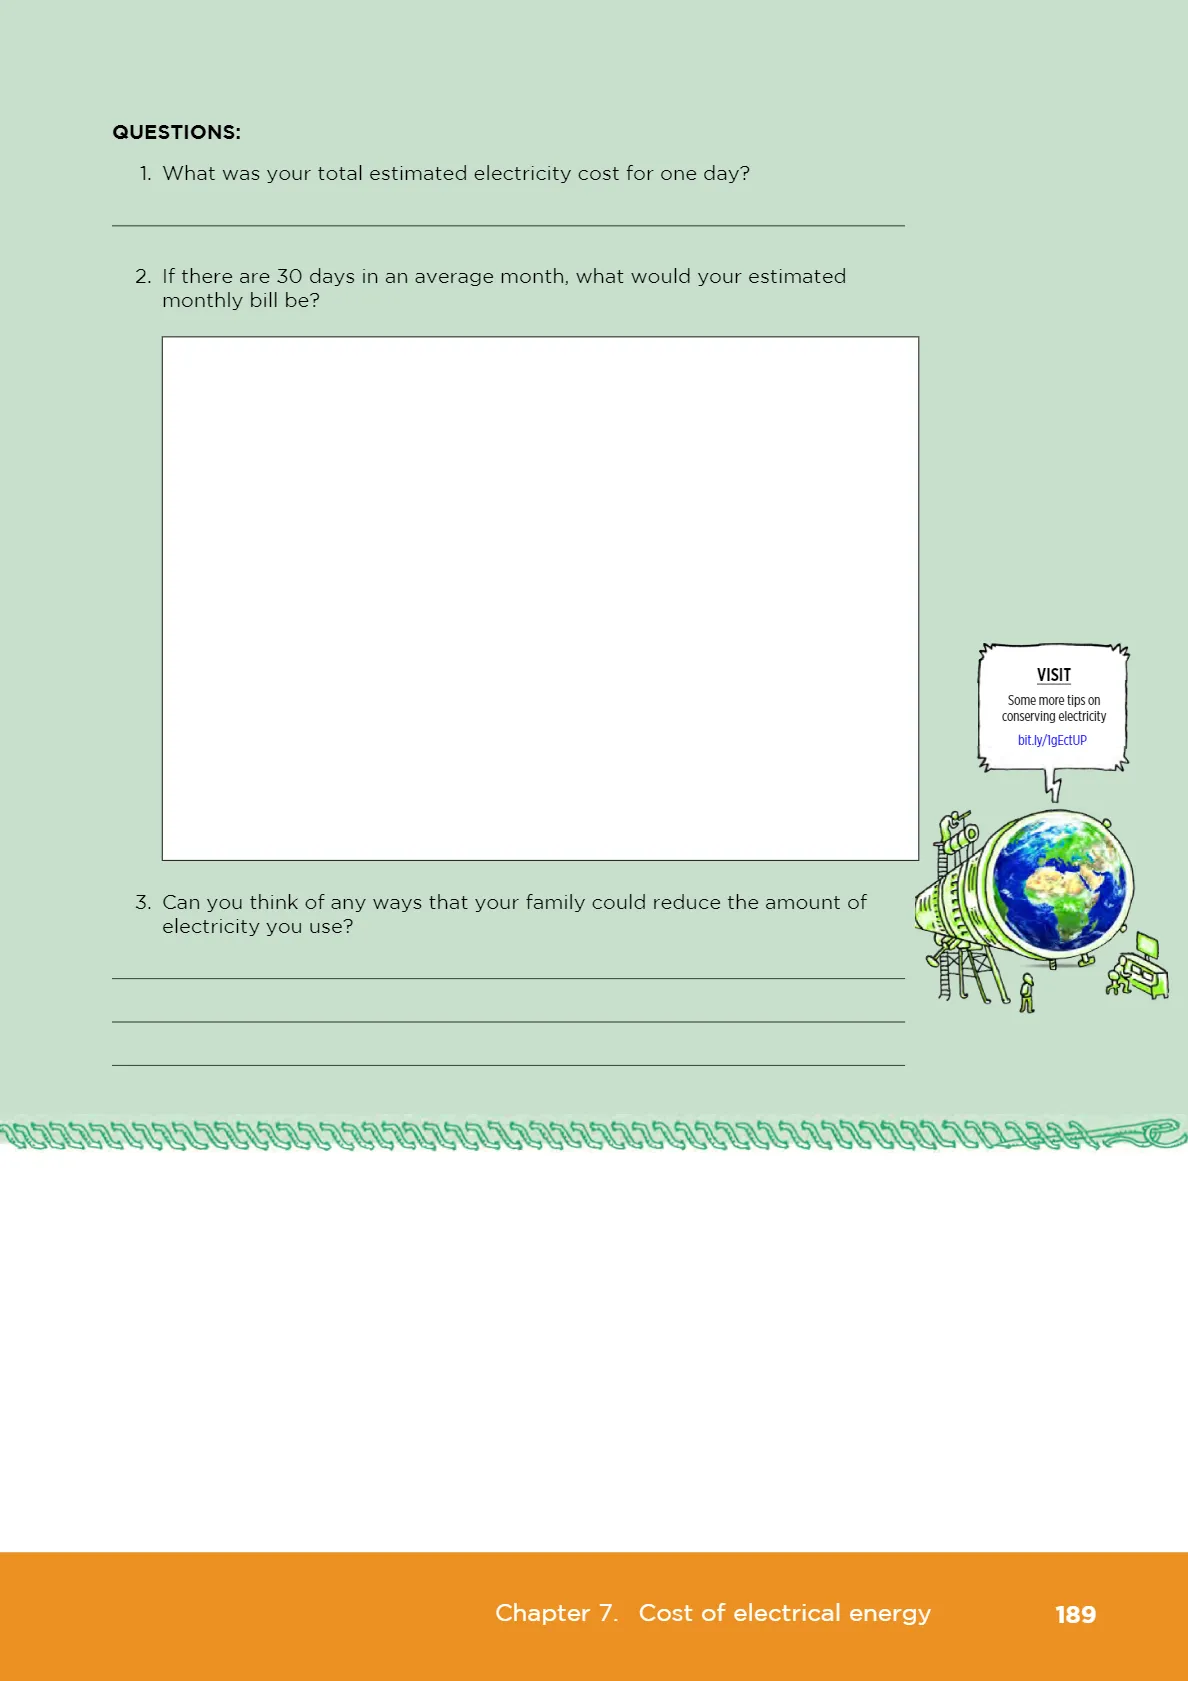 QUESTIONS:
1. What was your total estimated electricity cost for one day?
2. If there are 30 days in an average month, what would your estimated
monthly bill be?
VISIT
Some more tips on
conserving electricity
bit.ly/1gEctUP
3. Can you think of any ways that your family could reduce the amount of
electricity you use?
Chapter 7. Cost of electrical energy 189